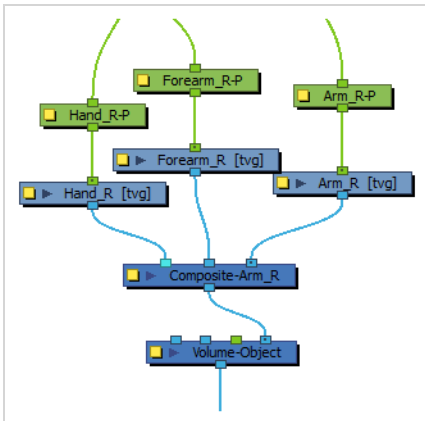 Forearm_R-P
Arm_R-P
Hand_R-P
Forearm_R [tvg]
Arm_R [tvg]
Hand_R [tvg]
Composite-Arm_R
Volume-Object